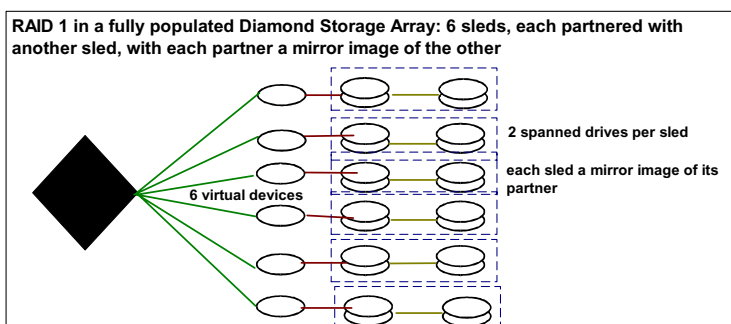 RAID 1 in a fully populated Diamond Storage Array: 6 sleds, each partnered with
another sled, with each partner a mirror image of the other
2 spanned drives per sled
each sled a mirror image of its
partner
6 virtual devices